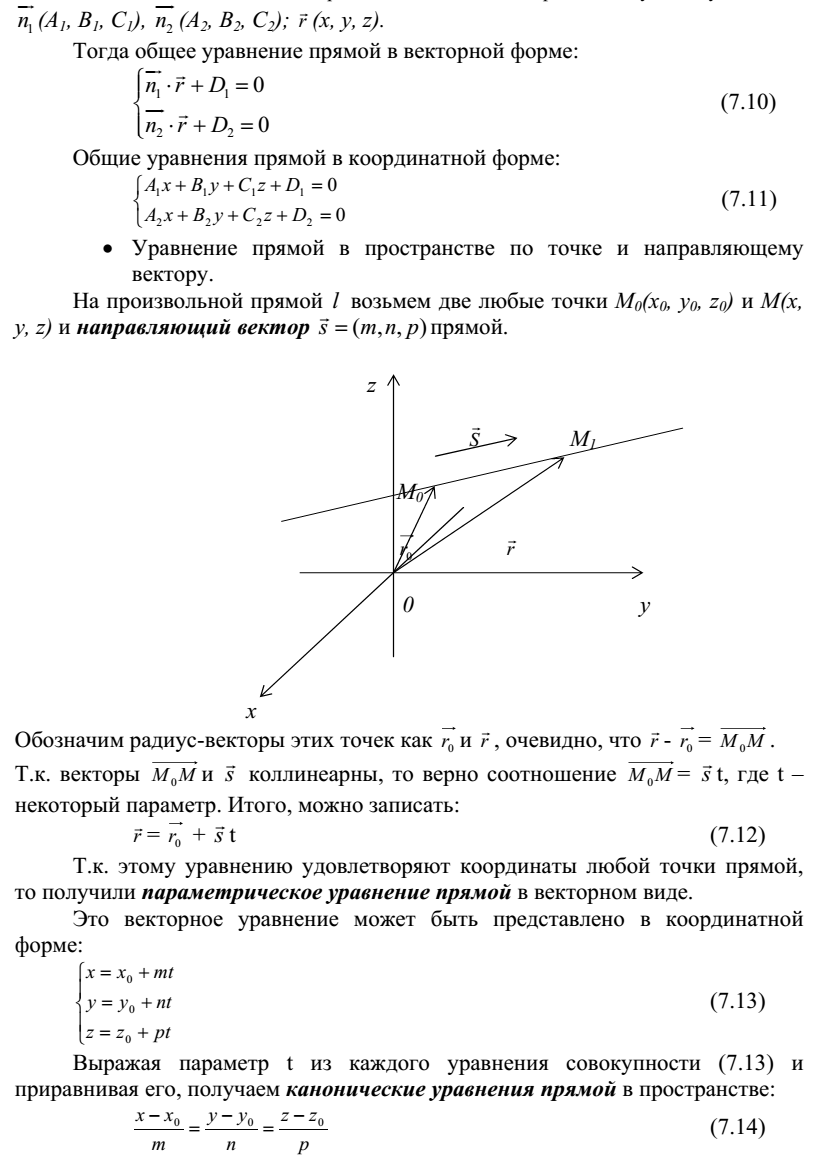 n₁ (A₁, B₁, C₁), n₂ (A₂, B₂, C₂); r (x, y, z).
Тогда общее уравнение прямой в векторной форме:
{ n₁ · r + D₁ = 0
{ n₂ · r + D₂ = 0
(7.10)
Общие уравнения прямой в координатной форме:
{ A₁x + B₁y + C₁z + D₁ = 0
{ A₂x + B₂y + C₂z + D₂ = 0
(7.11)
• Уравнение прямой в пространстве по точке и направляющему
вектору.
На произвольной прямой l возьмем две любые точки M₀(x₀, y₀, z₀) и M(x,
y, z) и направляющий вектор s⃗ = (m, n, p) прямой.
z
S⃗ M₁
M₀
r₀ r⃗
0 y
x
Обозначим радиус-векторы этих точек как r₀ и r⃗ , очевидно, что r⃗ - r₀ = M₀M .
Т.к. векторы M₀M и s⃗ коллинеарны, то верно соотношение M₀M = s⃗ t, где t –
некоторый параметр. Итого, можно записать:
r⃗ = r₀ + s⃗ t (7.12)
Т.к. этому уравнению удовлетворяют координаты любой точки прямой,
то получили параметрическое уравнение прямой в векторном виде.
Это векторное уравнение может быть представлено в координатной
форме:
{ x = x₀ + mt
{ y = y₀ + nt (7.13)
{ z = z₀ + pt
Выражая параметр t из каждого уравнения совокупности (7.13) и
приравнивая его, получаем канонические уравнения прямой в пространстве:
(x − x₀)/m = (y − y₀)/n = (z − z₀)/p (7.14)